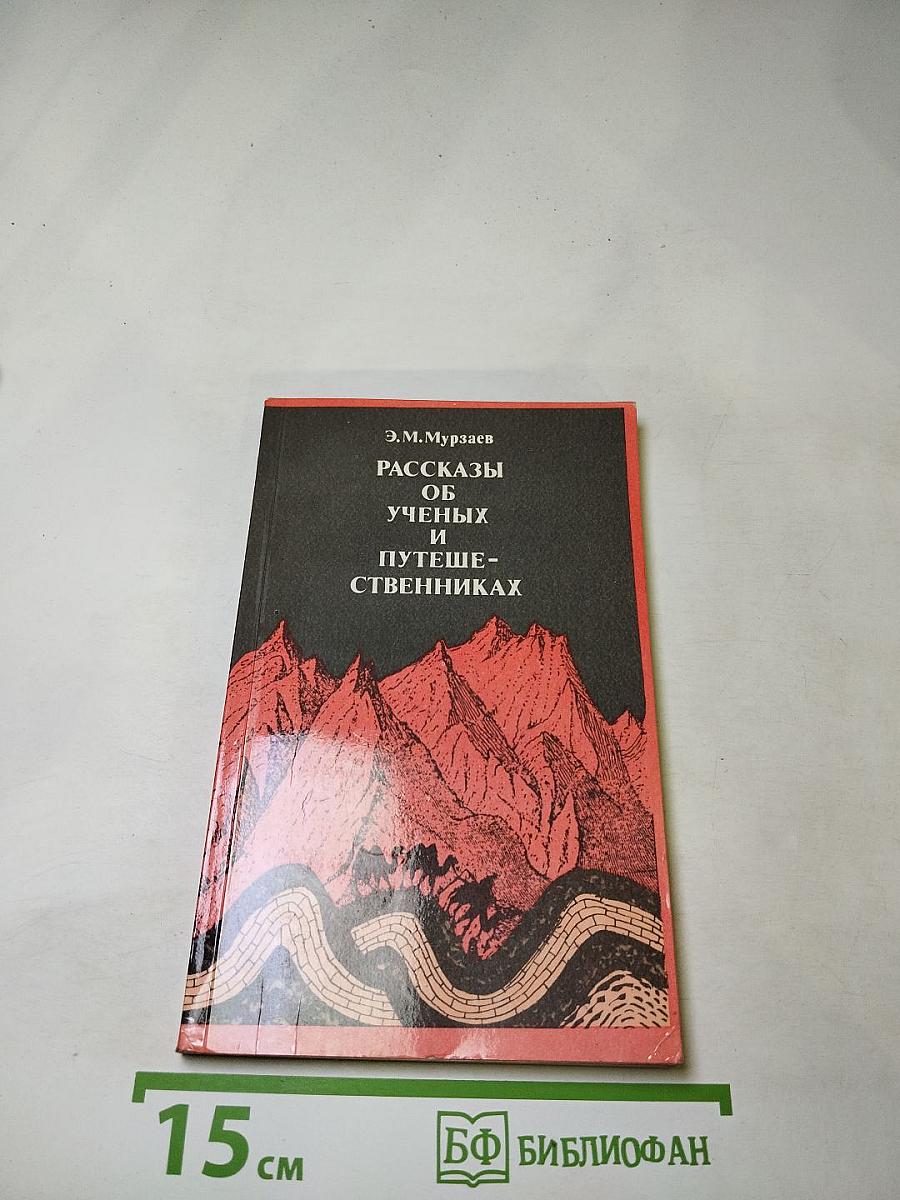 Э.М.Мурзаев
РАССКАЗЫ
ОБ
УЧЕНЫХ
И
ПУТЕШЕ-
СТВЕННИКАХ
15 см
БФ БИБЛИОФАН